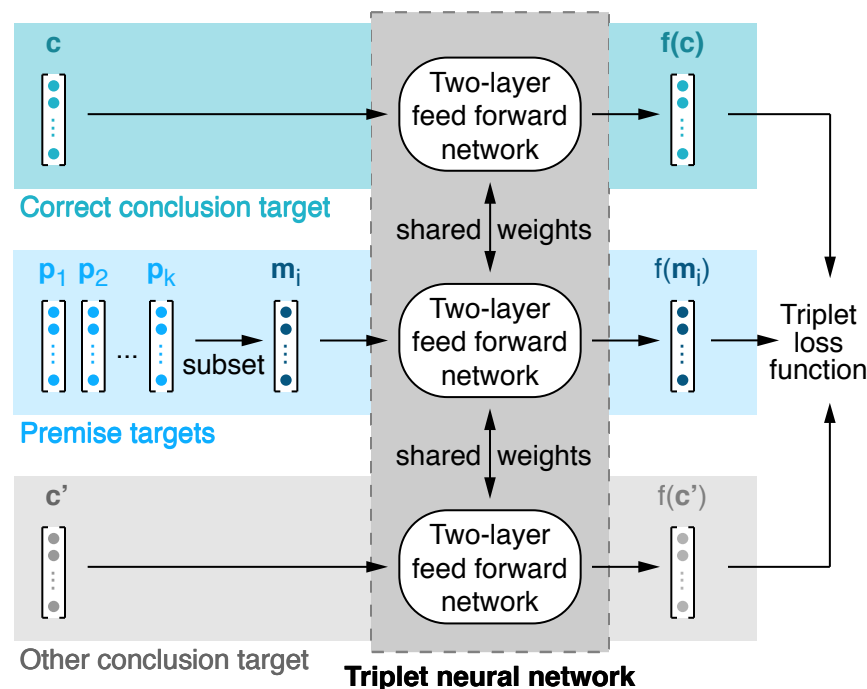 c
Two-layer
feed forward
network
f(c)
Correct conclusion target
shared weights
p1 p2 pk
...
subset
mi
Two-layer
feed forward
network
f(mi)
Triplet
loss
function
Premise targets
shared weights
c’
Two-layer
feed forward
network
f(c’)
Other conclusion target
Triplet neural network